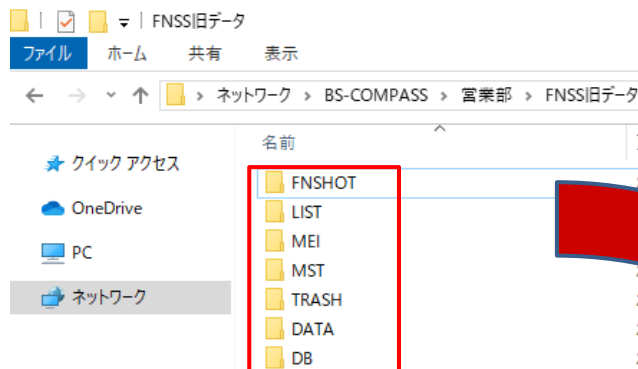 FNSS旧データ
ファイル ホーム 共有 表示
ネットワーク > BS-COMPASS > 営業部 > FNSS旧データ
名前
クイック アクセス
OneDrive
PC
ネットワーク
FNSHOT
LIST
MEI
MST
TRASH
DATA
DB